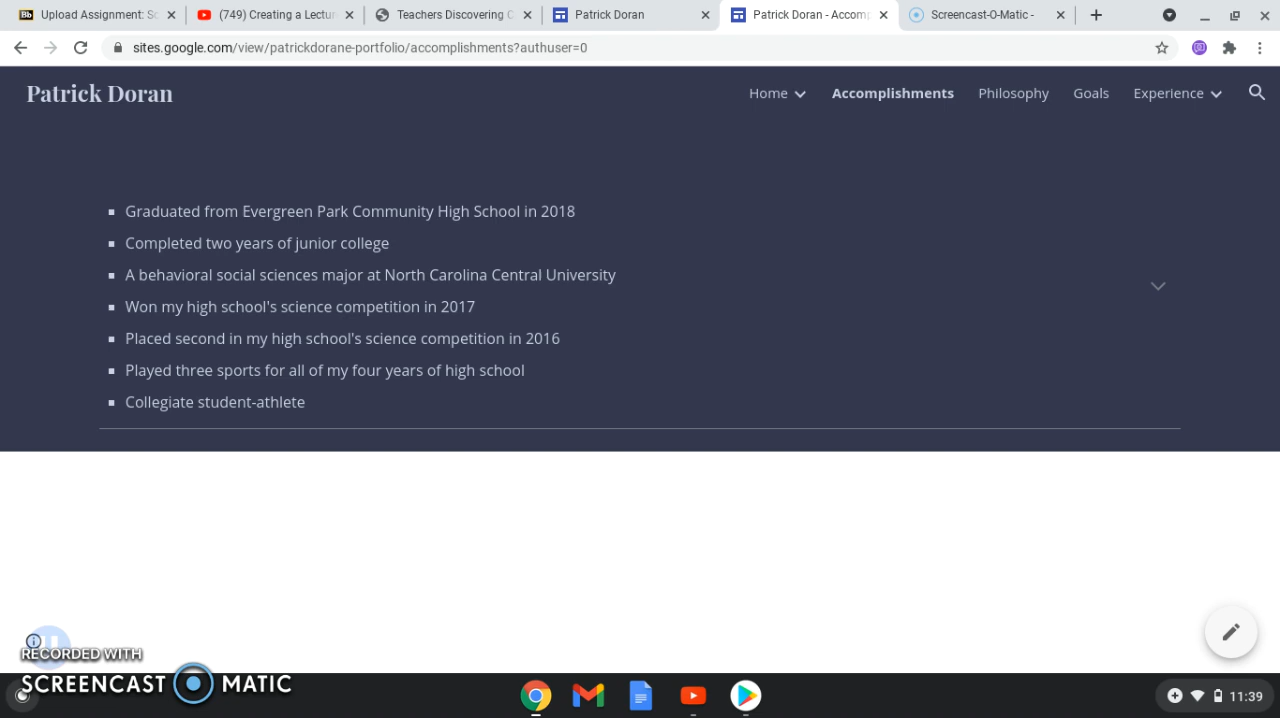 Upload Assignment: Sc
(749) Creating a Lectur
Teachers Discovering C
Patrick Doran
Patrick Doran - Accom
Screencast-O-Matic -
sites.google.com/view/patrickdorane-portfolio/accomplishments?authuser=0
Patrick Doran
Home
Accomplishments
Philosophy
Goals
Experience
Graduated from Evergreen Park Community High School in 2018
Completed two years of junior college
A behavioral social sciences major at North Carolina Central University
Won my high school's science competition in 2017
Placed second in my high school's science competition in 2016
Played three sports for all of my four years of high school
Collegiate student-athlete
RECORDED WITH
SCREENCAST MATIC
11:39